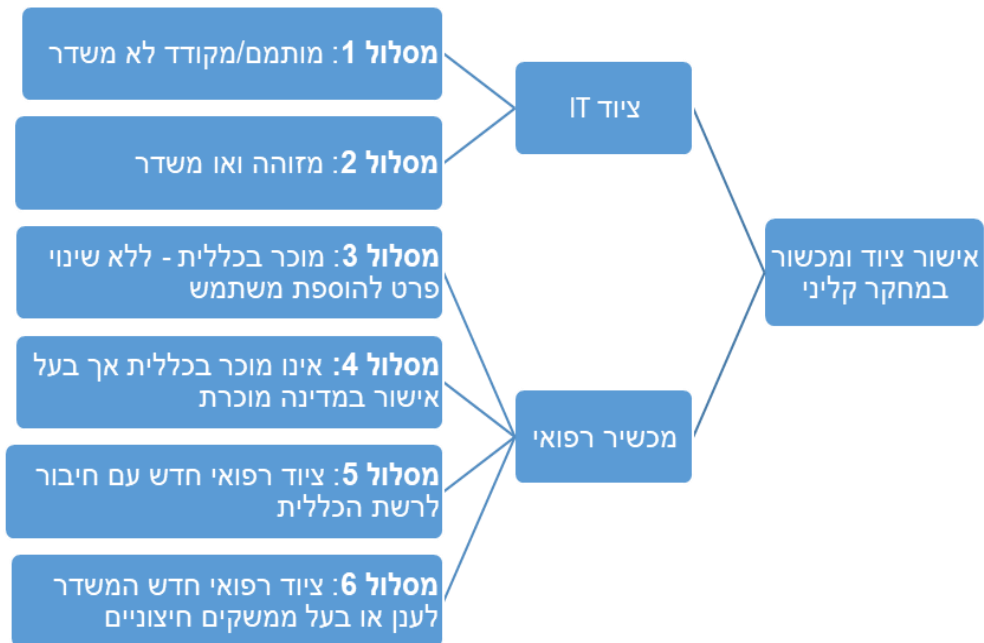 אישור ציוד ומכשור
במחקר קליני
ציוד IT
מסלול 1: מותמם/מקודד לא משדר
מסלול 2: מזוהה ואו משדר
מכשיר רפואי
מסלול 3: מוכר בכללית - ללא שינוי
פרט להוספת משתמש
מסלול 4: אינו מוכר בכללית אך בעל
אישור במדינה מוכרת
מסלול 5: ציוד רפואי חדש עם חיבור
לרשת הכללית
מסלול 6: ציוד רפואי חדש המשדר
לענן או בעל ממשקים חיצוניים